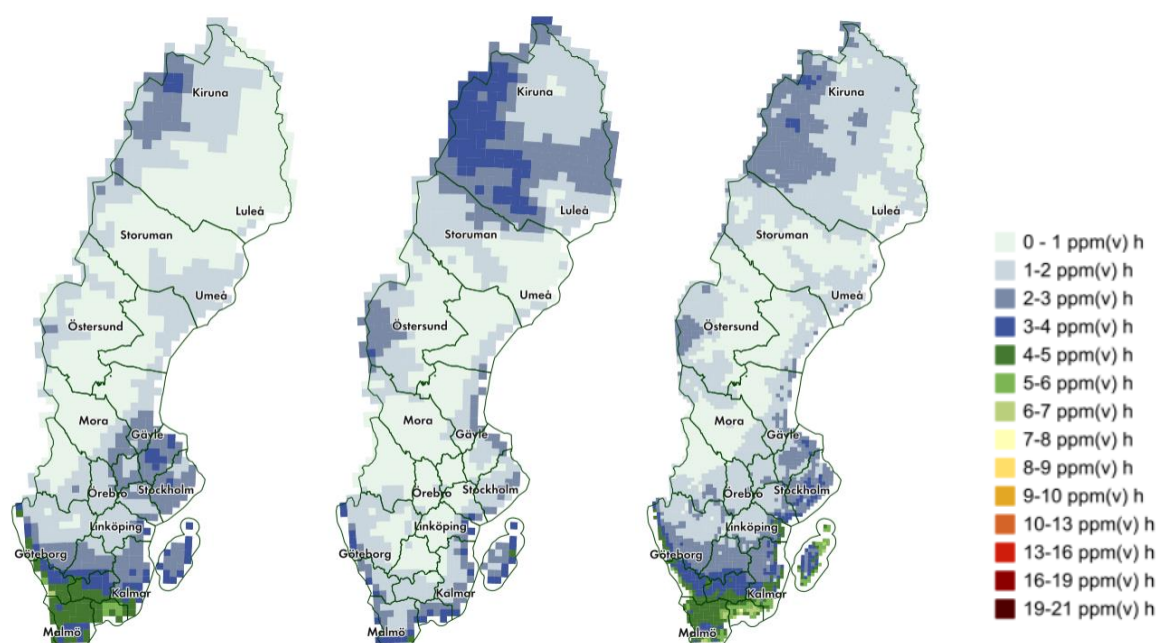 Kiruna
Luleå
Storuman
Umeå
Östersund
Mora
Gävle
Örebro
Stockholm
Linköping
Göteborg
Kalmar
Malmö
Kiruna
Luleå
Storuman
Umeå
Östersund
Mora
Gävle
Örebro
Stockholm
Linköping
Göteborg
Kalmar
Malmö
Kiruna
Luleå
Storuman
Umeå
Östersund
Mora
Gävle
Örebro
Stockholm
Linköping
Göteborg
Kalmar
Malmö
0 - 1 ppm(v) h
1-2 ppm(v) h
2-3 ppm(v) h
3-4 ppm(v) h
4-5 ppm(v) h
5-6 ppm(v) h
6-7 ppm(v) h
7-8 ppm(v) h
8-9 ppm(v) h
9-10 ppm(v) h
10-13 ppm(v) h
13-16 ppm(v) h
16-19 ppm(v) h
19-21 ppm(v) h